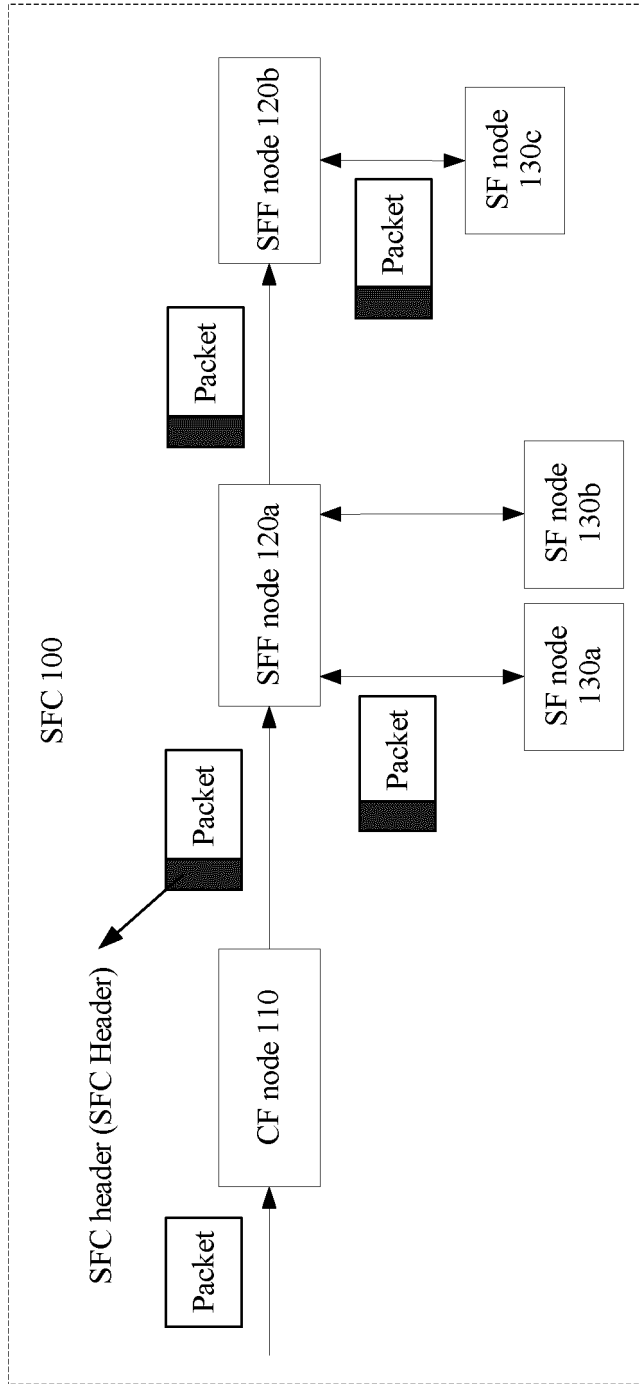 SFC 100
SFC header (SFC Header)
Packet
CF node 110
Packet
SFF node 120a
Packet
SFF node 120b
Packet
Packet
SF node
130a
SF node
130b
SF node
130c